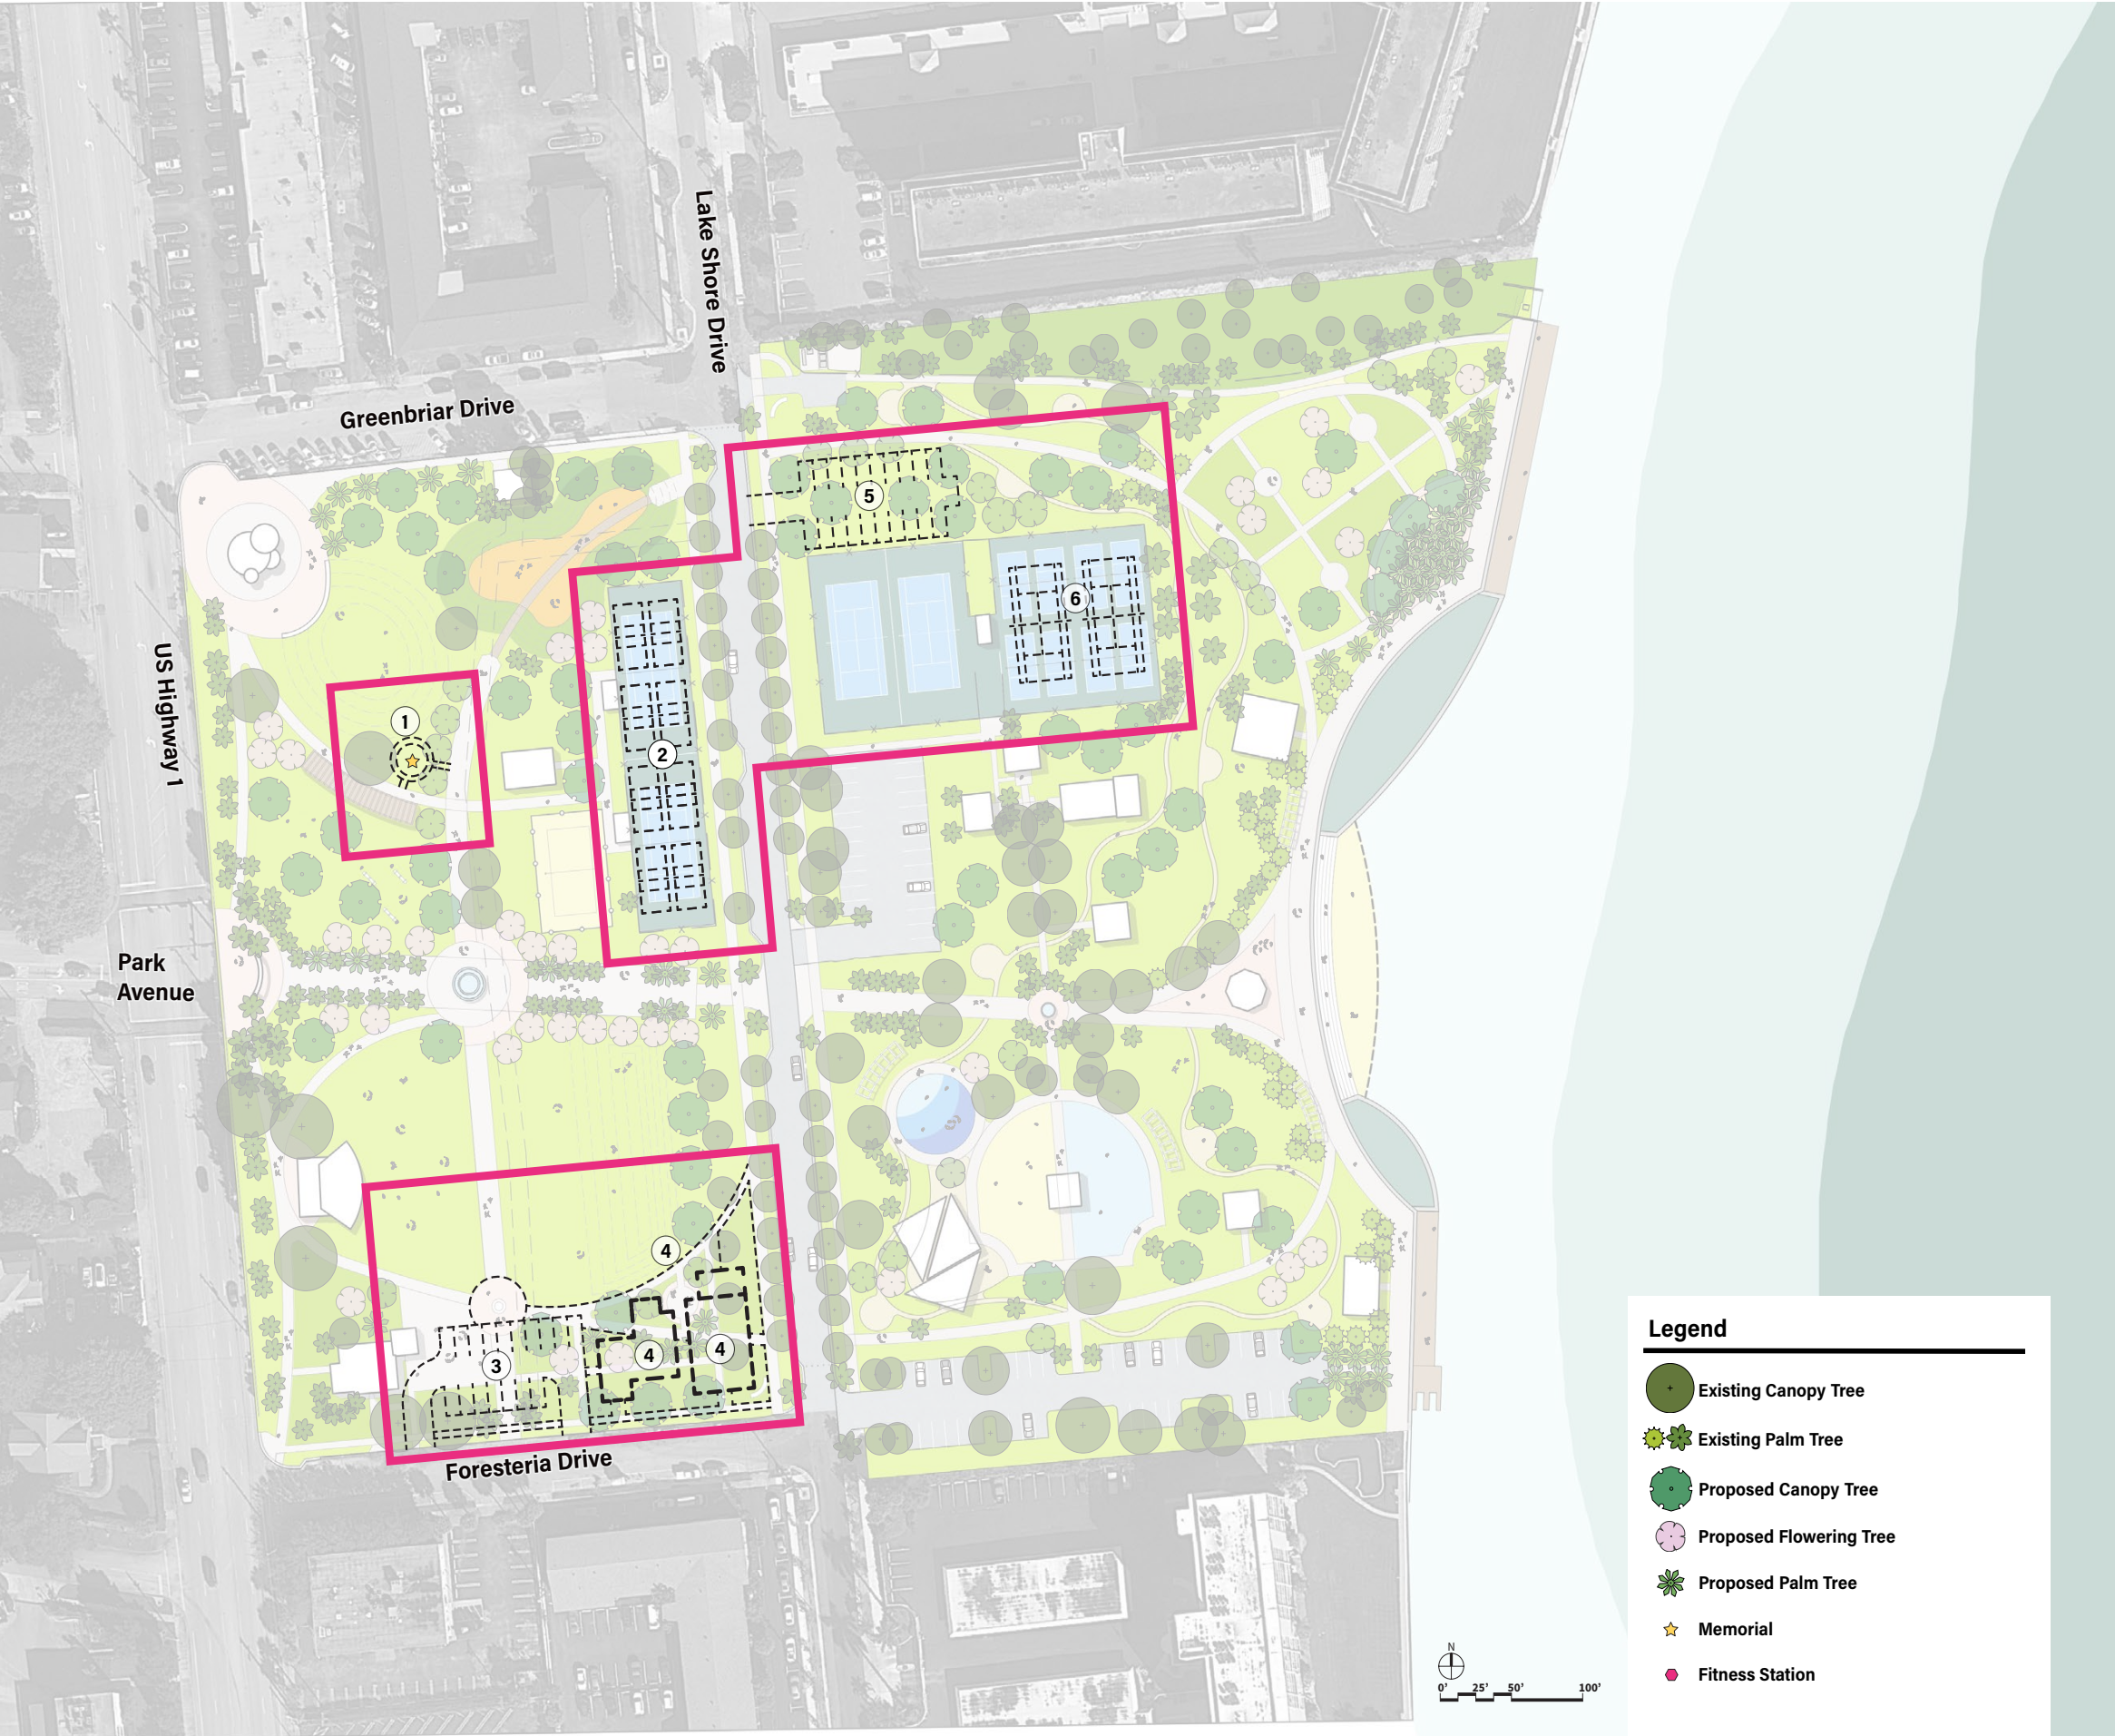 Lake Shore Drive
Greenbriar Drive
5
6
US Highway 1
1
2
Park
Avenue
4
3
4
4
Foresteria Drive
Legend
Existing Canopy Tree
Existing Palm Tree
Proposed Canopy Tree
Proposed Flowering Tree
Proposed Palm Tree
Memorial
Fitness Station
N
0' 25' 50' 100'